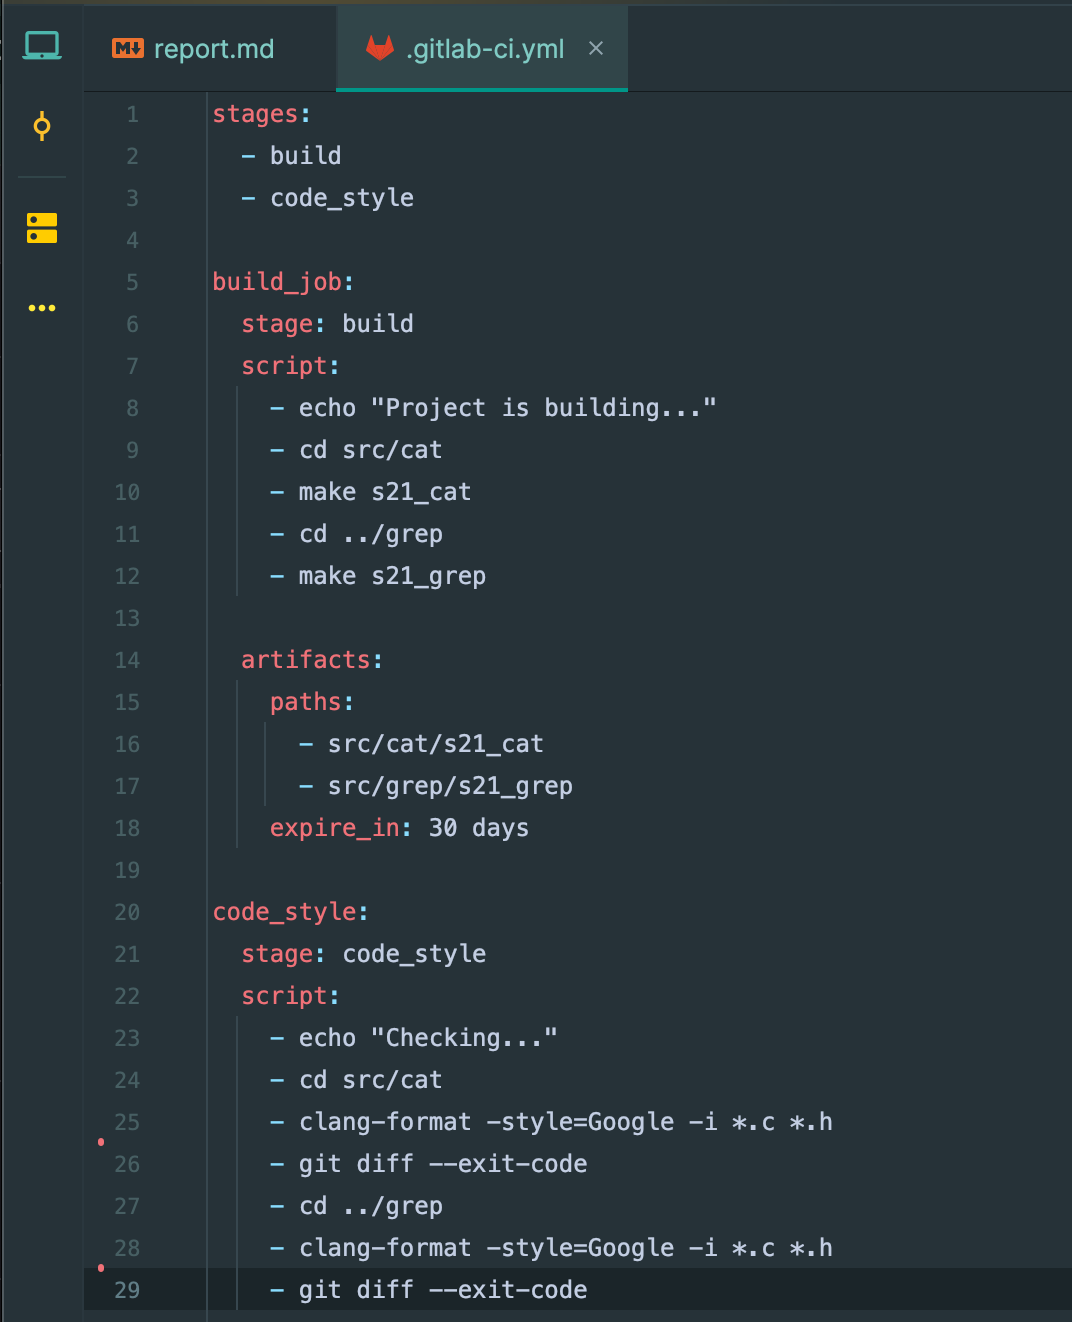 report.md
.gitlab-ci.yml ×
1 stages:
2   - build
3   - code_style
4
5 build_job:
6   stage: build
7   script:
8     - echo "Project is building..."
9     - cd src/cat
10     - make s21_cat
11     - cd ../grep
12     - make s21_grep
13
14   artifacts:
15     paths:
16       - src/cat/s21_cat
17       - src/grep/s21_grep
18     expire_in: 30 days
19
20 code_style:
21   stage: code_style
22   script:
23     - echo "Checking..."
24     - cd src/cat
25     - clang-format -style=Google -i *.c *.h
26     - git diff --exit-code
27     - cd ../grep
28     - clang-format -style=Google -i *.c *.h
29     - git diff --exit-code